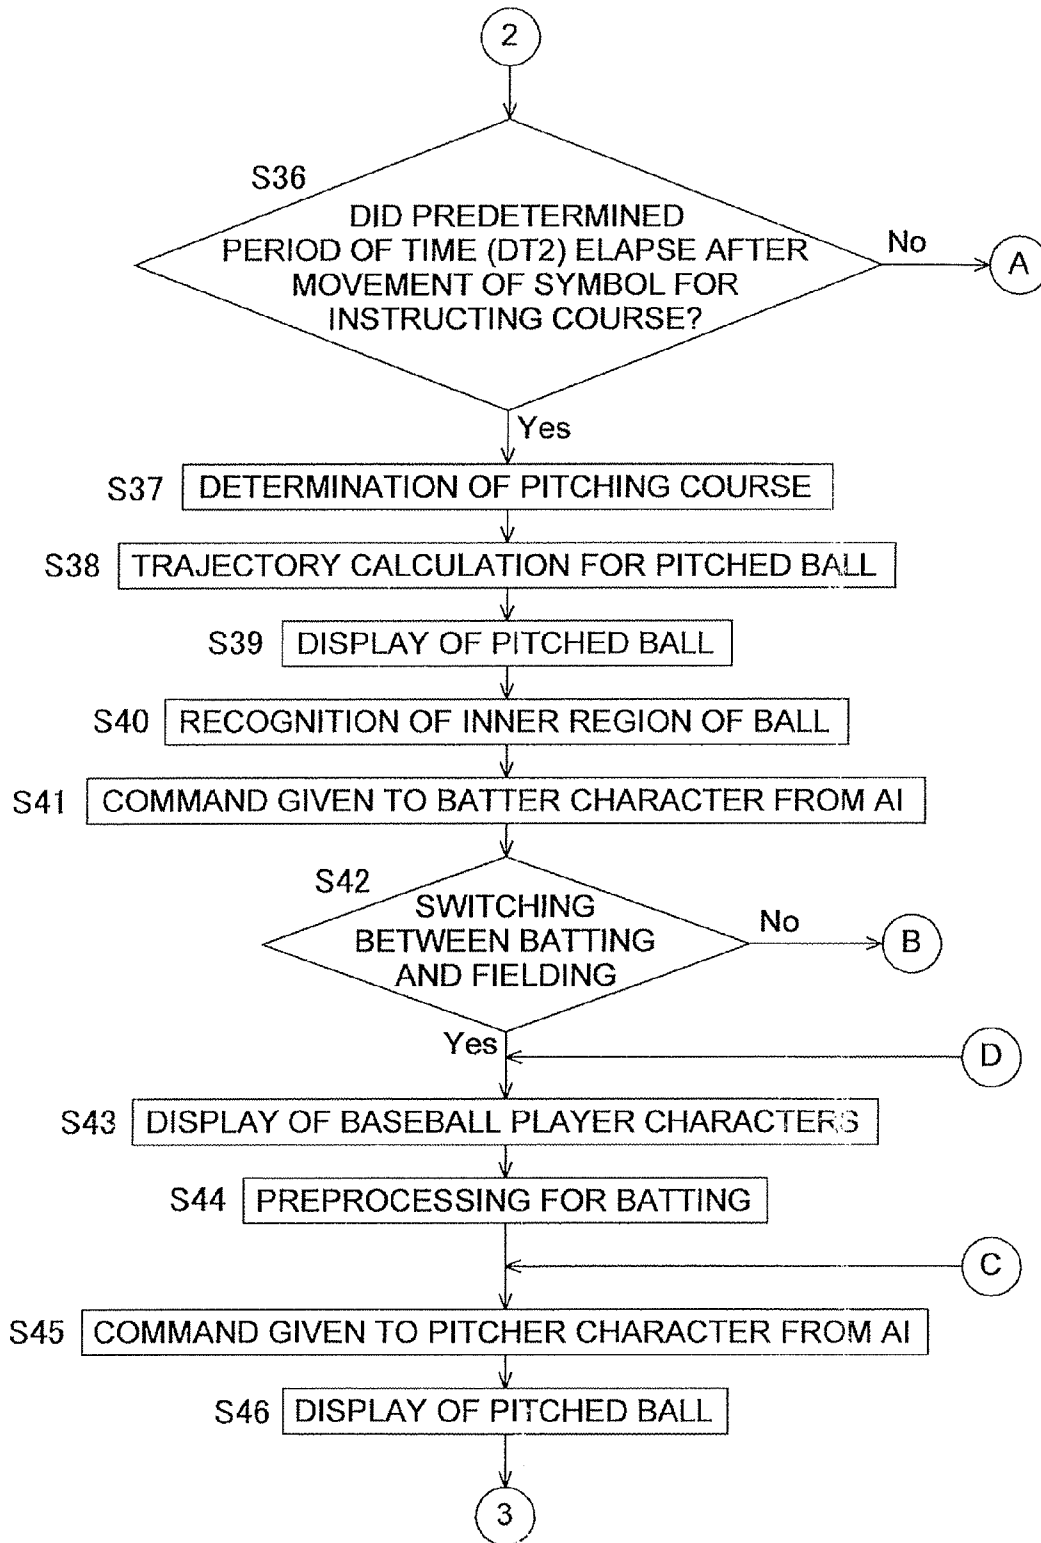 2
S36
DID PREDETERMINED
PERIOD OF TIME (DT2) ELAPSE AFTER
MOVEMENT OF SYMBOL FOR
INSTRUCTING COURSE?
No
A
Yes
S37 DETERMINATION OF PITCHING COURSE
S38 TRAJECTORY CALCULATION FOR PITCHED BALL
S39 DISPLAY OF PITCHED BALL
S40 RECOGNITION OF INNER REGION OF BALL
S41 COMMAND GIVEN TO BATTER CHARACTER FROM AI
S42
SWITCHING
BETWEEN BATTING
AND FIELDING
No
B
Yes
D
S43 DISPLAY OF BASEBALL PLAYER CHARACTERS
S44 PREPROCESSING FOR BATTING
C
S45 COMMAND GIVEN TO PITCHER CHARACTER FROM AI
S46 DISPLAY OF PITCHED BALL
3